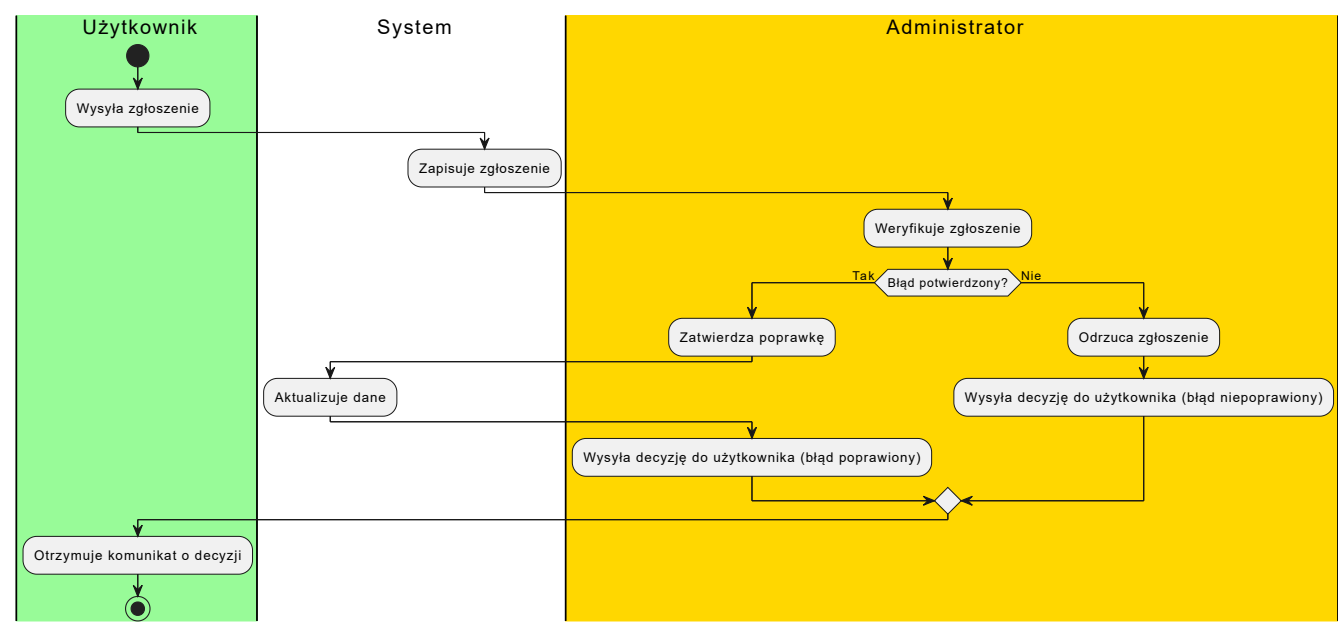 Użytkownik
System
Administrator
Wysyła zgłoszenie
Zapisuje zgłoszenie
Weryfikuje zgłoszenie
Tak
Błąd potwierdzony?
Nie
Zatwierdza poprawkę
Odrzuca zgłoszenie
Aktualizuje dane
Wysyła decyzję do użytkownika (błąd niepoprawiony)
Wysyła decyzję do użytkownika (błąd poprawiony)
Otrzymuje komunikat o decyzji